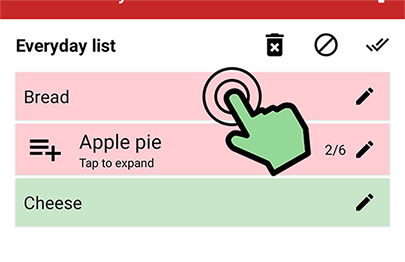 Everyday list
Bread
Apple pie
Tap to expand
2/6
Cheese